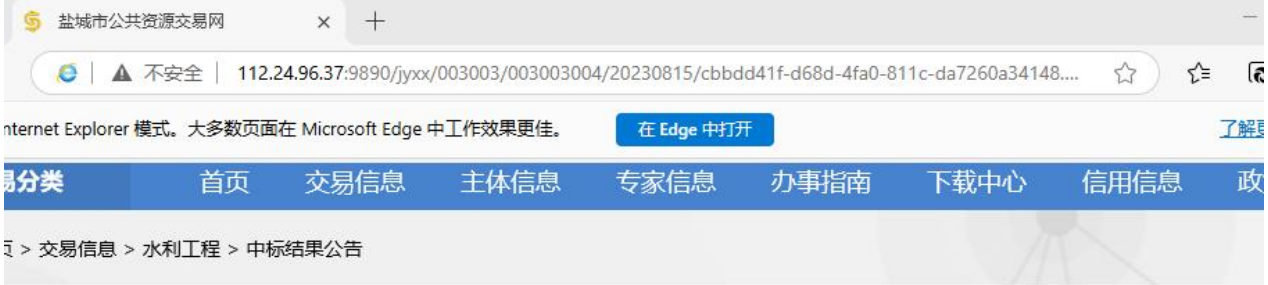 盐城市公共资源交易网
不安全 112.24.96.37:9890/jyxx/003003/003003004/20230815/cbbdd41f-d68d-4fa0-811c-da7260a34148....
nternet Explorer 模式。大多数页面在 Microsoft Edge 中工作效果更佳。 在 Edge 中打开 了解
分类 首页 交易信息 主体信息 专家信息 办事指南 下载中心 信用信息 政
> 交易信息 > 水利工程 > 中标结果公告